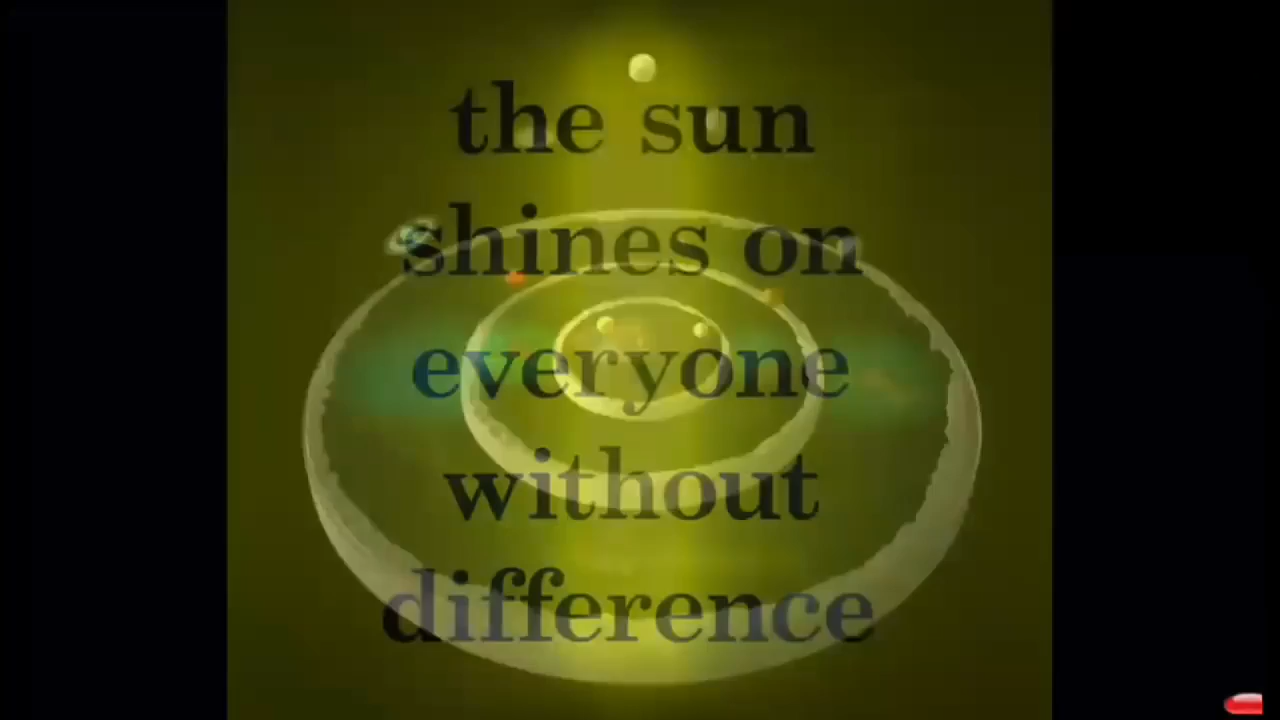 the sun
shines on
everyone
without
difference